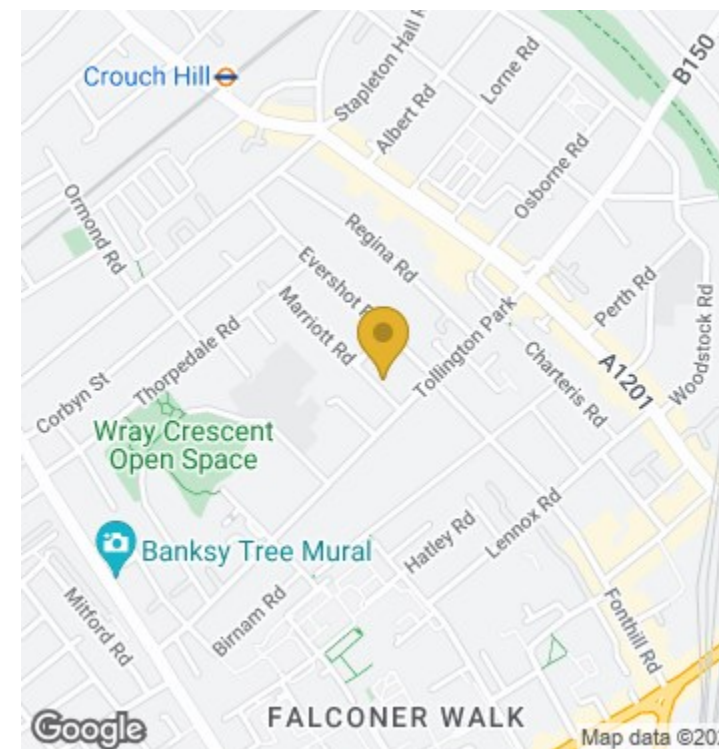 Crouch Hill
Stapleton Hall R
Lorne Rd
B150
Albert Rd
Osborne Rd
Ormond Rd
Regina Rd
Evershot R
Perth Rd
Woodstock Rd
Marriott Rd
Tollington Park
A1201
Thorpedale Rd
Charteris Rd
Corbyn St
Wray Crescent
Open Space
Banksy Tree Mural
Hatley Rd
Lennox Rd
Mitford Rd
Birnam Rd
Fonthill Rd
FALCONER WALK
Google
Map data ©202